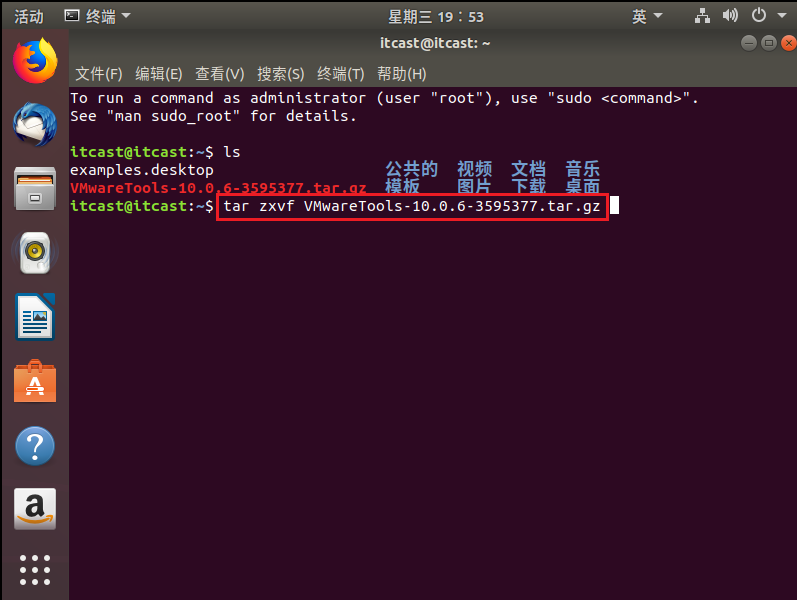 活动 终端 星期三 19：53 英
itcast@itcast: ~
文件(F) 编辑(E) 查看(V) 搜索(S) 终端(T) 帮助(H)
To run a command as administrator (user "root"), use "sudo <command>".
See "man sudo_root" for details.
itcast@itcast:~$ ls
examples.desktop 公共的 视频 文档 音乐
VMwareTools-10.0.6-3595377.tar.gz 模板 图片 下载 桌面
itcast@itcast:~$ tar zxvf VMwareTools-10.0.6-3595377.tar.gz
?
a